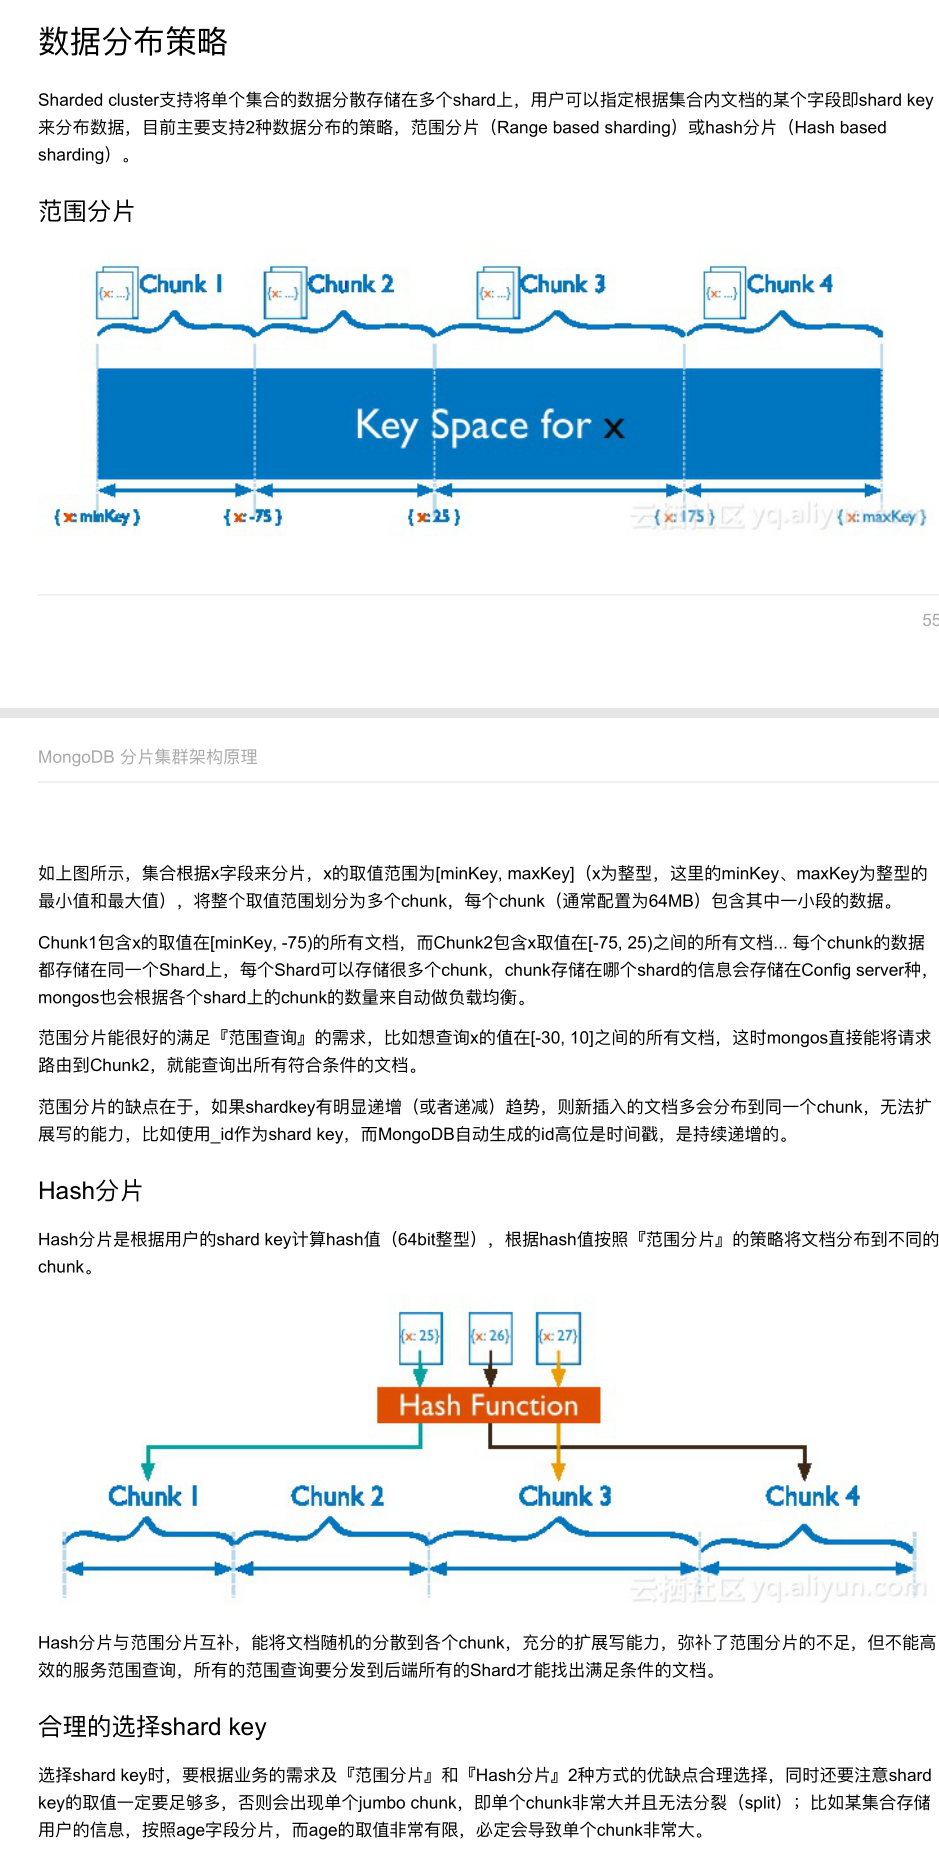 数据分布策略
Sharded cluster支持将单个集合的数据分散存储在多个shard上，用户可以指定根据集合内文档的某个字段即shard key
来分布数据，目前主要支持2种数据分布的策略，范围分片（Range based sharding）或hash分片（Hash based
sharding）。
范围分片
{x: ...} Chunk 1 {x: ...} Chunk 2 {x: ...} Chunk 3 {x: ...} Chunk 4
Key Space for x
{ x: minKey } { x: -75 } { x: 25 } { x: 175 } { x: maxKey }
云栖社区 yq.aliyun.com
55
MongoDB 分片集群架构原理
如上图所示，集合根据x字段来分片，x的取值范围为[minKey, maxKey]（x为整型，这里的minKey、maxKey为整型的
最小值和最大值），将整个取值范围划分为多个chunk，每个chunk（通常配置为64MB）包含其中一小段的数据。
Chunk1包含x的取值在[minKey, -75)的所有文档，而Chunk2包含x取值在[-75, 25)之间的所有文档... 每个chunk的数据
都存储在同一个Shard上，每个Shard可以存储很多个chunk，chunk存储在哪个shard的信息会存储在Config server种，
mongos也会根据各个shard上的chunk的数量来自动做负载均衡。
范围分片能很好的满足『范围查询』的需求，比如想查询x的值在[-30, 10]之间的所有文档，这时mongos直接能将请求
路由到Chunk2，就能查询出所有符合条件的文档。
范围分片的缺点在于，如果shardkey有明显递增（或者递减）趋势，则新插入的文档多会分布到同一个chunk，无法扩
展写的能力，比如使用_id作为shard key，而MongoDB自动生成的id高位是时间戳，是持续递增的。
Hash分片
Hash分片是根据用户的shard key计算hash值（64bit整型），根据hash值按照『范围分片』的策略将文档分布到不同的
chunk。
{x: 25} {x: 26} {x: 27}
Hash Function
Chunk 1 Chunk 2 Chunk 3 Chunk 4
云栖社区 yq.aliyun.com
Hash分片与范围分片互补，能将文档随机的分散到各个chunk，充分的扩展写能力，弥补了范围分片的不足，但不能高
效的服务范围查询，所有的范围查询要分发到后端所有的Shard才能找出满足条件的文档。
合理的选择shard key
选择shard key时，要根据业务的需求及『范围分片』和『Hash分片』2种方式的优缺点合理选择，同时还要注意shard
key的取值一定要足够多，否则会出现单个jumbo chunk，即单个chunk非常大并且无法分裂（split）；比如某集合存储
用户的信息，按照age字段分片，而age的取值非常有限，必定会导致单个chunk非常大。